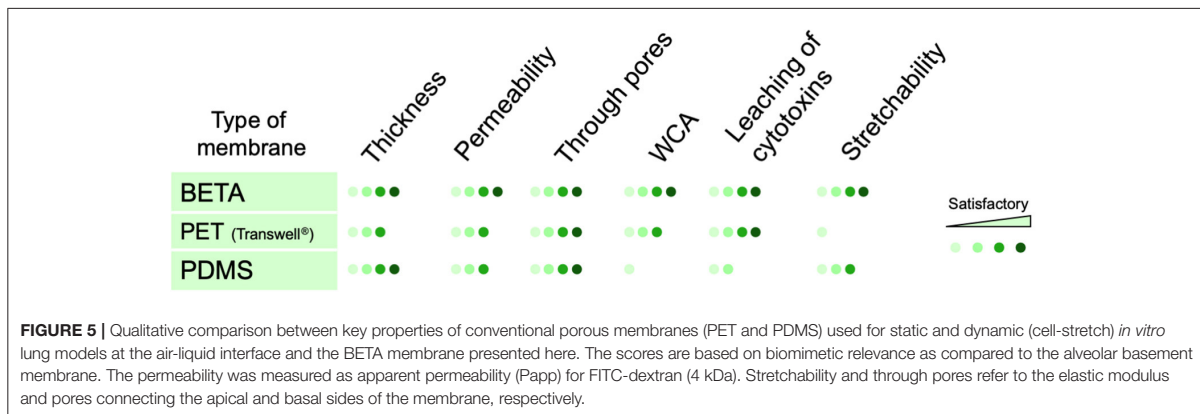 Thickness
Permeability
Through pores
WCA
Leaching of
cytotoxins
Stretchability
Type of
membrane
BETA
PET (Transwell®)
PDMS
Satisfactory
FIGURE 5 | Qualitative comparison between key properties of conventional porous membranes (PET and PDMS) used for static and dynamic (cell-stretch) in vitro
lung models at the air-liquid interface and the BETA membrane presented here. The scores are based on biomimetic relevance as compared to the alveolar basement
membrane. The permeability was measured as apparent permeability (Papp) for FITC-dextran (4 kDa). Stretchability and through pores refer to the elastic modulus
and pores connecting the apical and basal sides of the membrane, respectively.